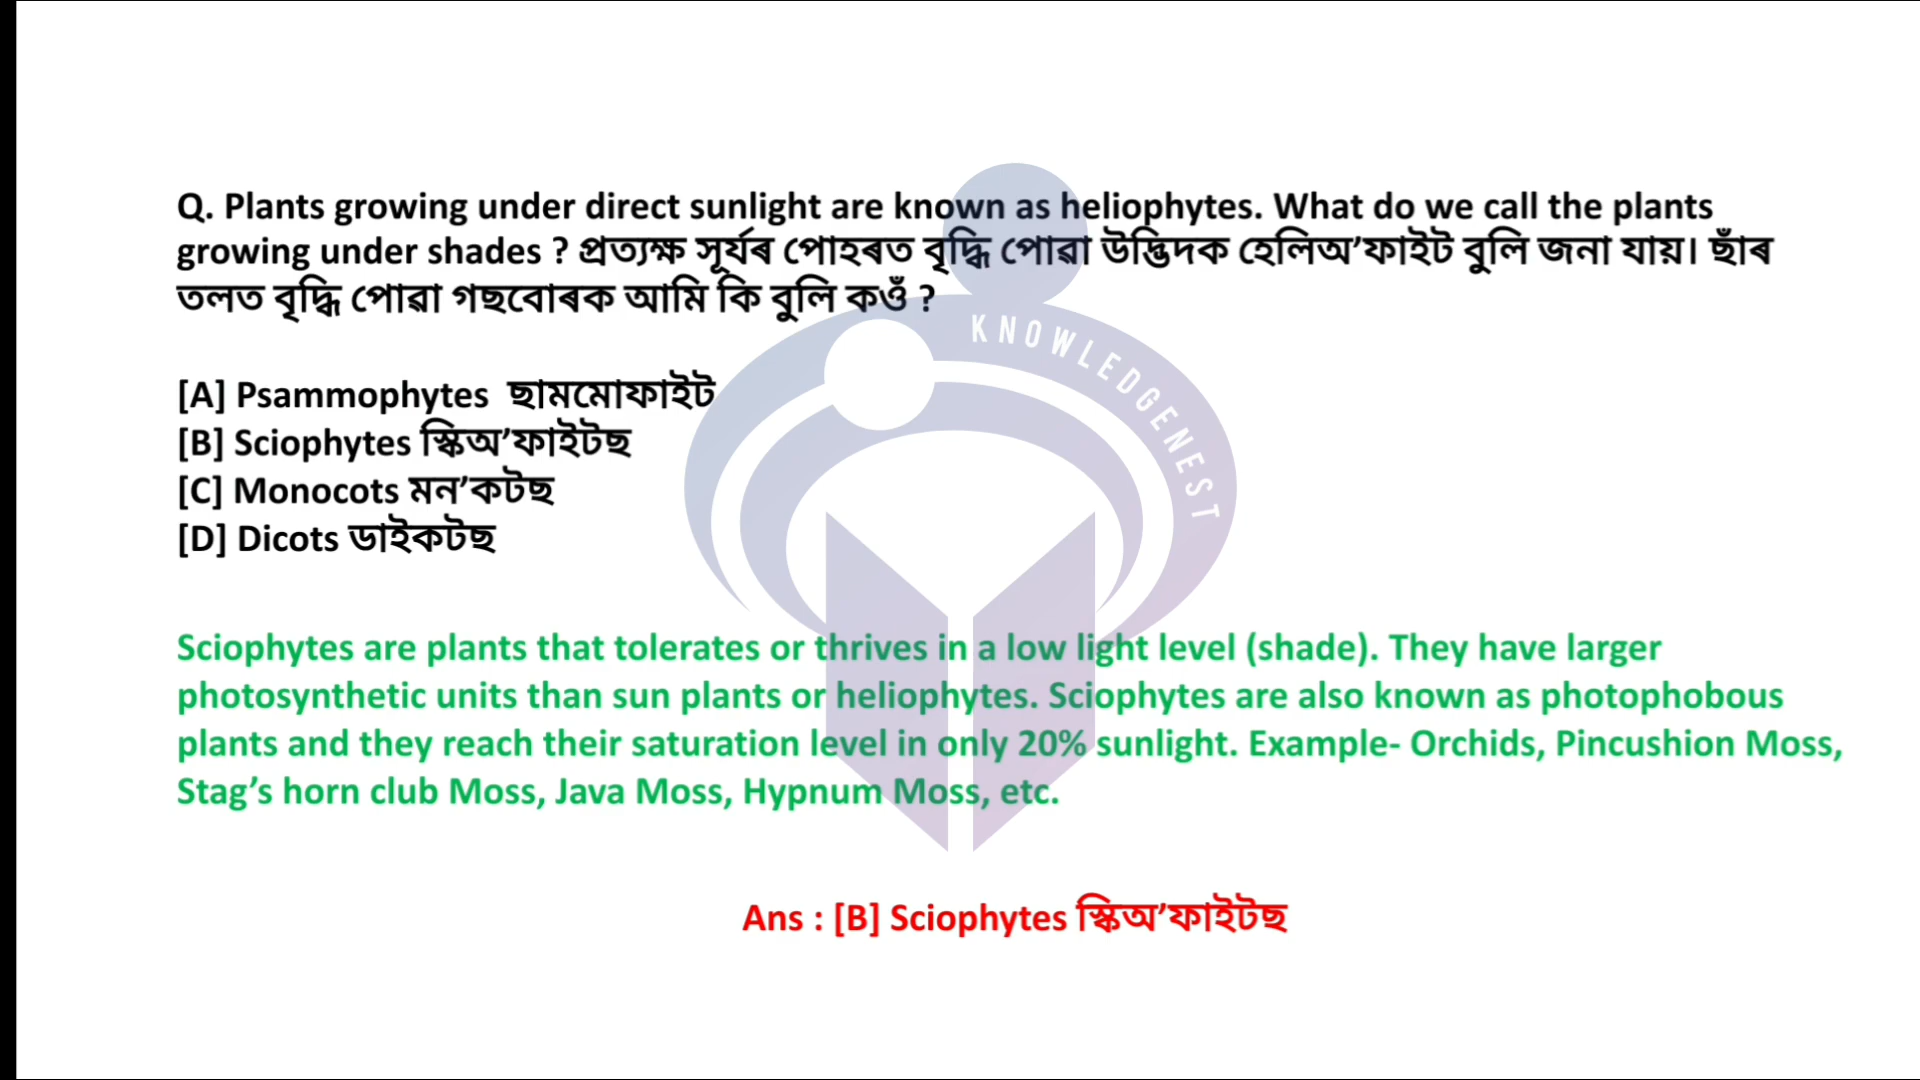 Q. Plants growing under direct sunlight are known as heliophytes. What do we call the plants
growing under shades ? প্ৰত্যক্ষ সূৰ্যৰ পোহৰত বৃদ্ধি পোৱা উদ্ভিদক হেলিঅ’ফাইট বুলি জনা যায়। ছাঁৰ
তলত বৃদ্ধি পোৱা গছবোৰক আমি কি বুলি কওঁ ?
KNOWLEDGENEST
[A] Psammophytes ছামমোফাইট
[B] Sciophytes স্কিঅ’ফাইটছ
[C] Monocots মন’কটছ
[D] Dicots ডাইকটছ
Sciophytes are plants that tolerates or thrives in a low light level (shade). They have larger
photosynthetic units than sun plants or heliophytes. Sciophytes are also known as photophobous
plants and they reach their saturation level in only 20% sunlight. Example- Orchids, Pincushion Moss,
Stag’s horn club Moss, Java Moss, Hypnum Moss, etc.
Ans : [B] Sciophytes স্কিঅ’ফাইটছ